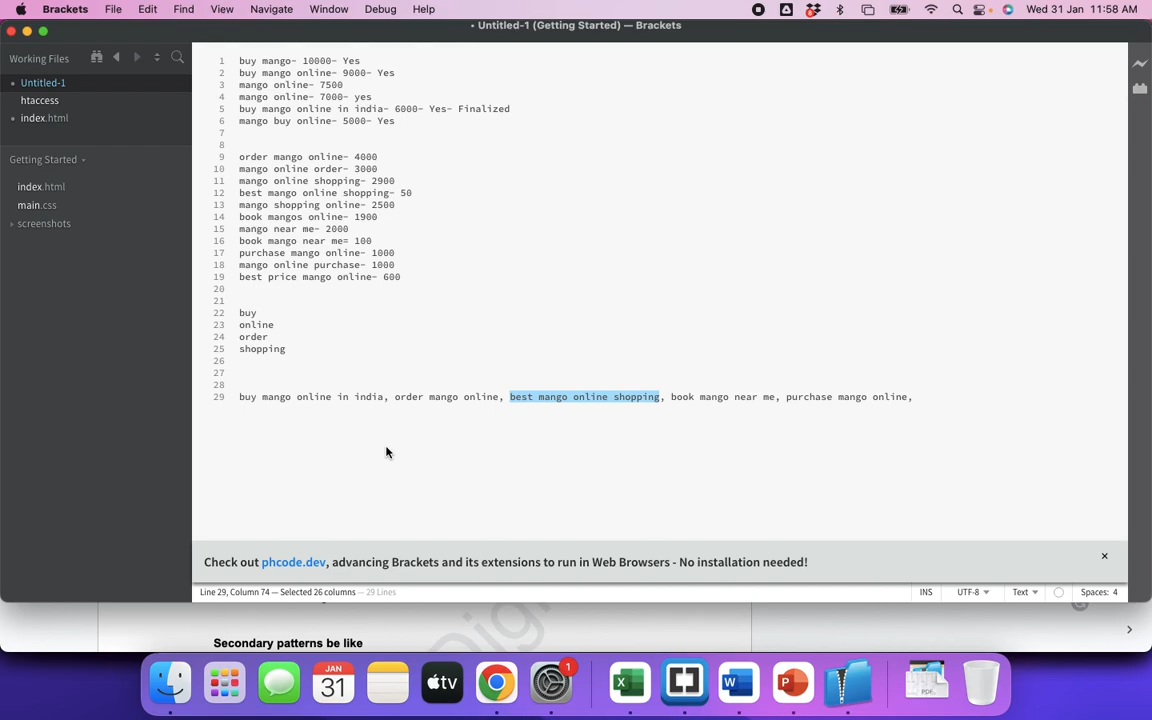 Brackets File Edit Find View Navigate Window Debug Help
1
Wed 31 Jan 11:58 AM
• Untitled-1 (Getting Started) — Brackets
Working Files
Untitled-1
htaccess
index.html
Getting Started
index.html
main.css
screenshots
1 buy mango- 10000- Yes
2 buy mango online- 9000- Yes
3 mango online- 7500
4 mango online- 7000- yes
5 buy mango online in india- 6000- Yes- Finalized
6 mango buy online- 5000- Yes
7
8
9 order mango online- 4000
10 mango online order- 3000
11 mango online shopping- 2900
12 best mango online shopping- 50
13 mango shopping online- 2500
14 book mangos online- 1900
15 mango near me- 2000
16 book mango near me= 100
17 purchase mango online- 1000
18 mango online purchase- 1000
19 best price mango online- 600
20
21
22 buy
23 online
24 order
25 shopping
26
27
28
29 buy mango online in india, order mango online, best mango online shopping, book mango near me, purchase mango online,
Check out phcode.dev, advancing Brackets and its extensions to run in Web Browsers - No installation needed!
×
Line 29, Column 74 — Selected 26 columns — 29 Lines
INS UTF-8 Text Spaces: 4
Secondary patterns be like
JAN
31
tv
1
X
W
P
PDF